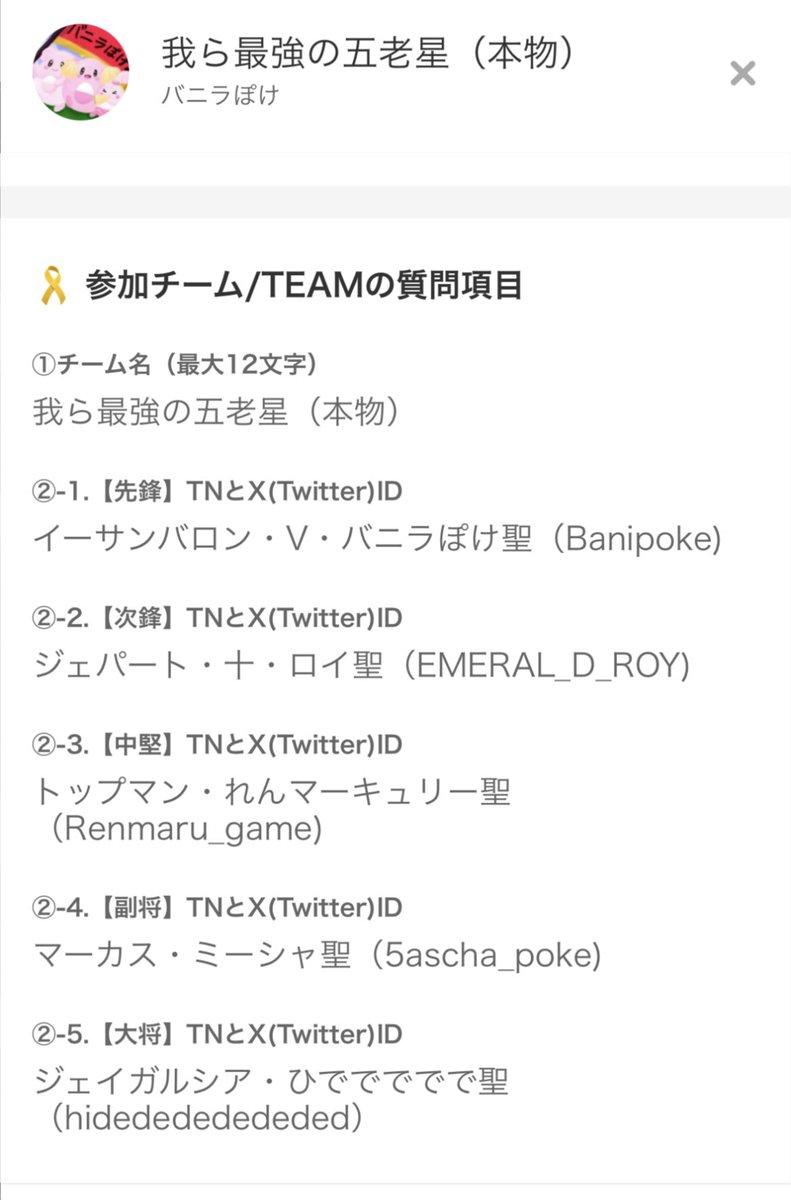 バニラぽけ
我ら最強の五老星（本物）
バニラぽけ
参加チーム/TEAMの質問項目
①チーム名（最大12文字）
我ら最強の五老星（本物）
②-1.【先鋒】TNとX(Twitter)ID
イーサンバロン・V・バニラぽけ聖（Banipoke)
②-2.【次鋒】TNとX(Twitter)ID
ジェパート・十・ロイ聖（EMERAL_D_ROY)
②-3.【中堅】TNとX(Twitter)ID
トップマン・れんマーキュリー聖
（Renmaru_game)
②-4.【副将】TNとX(Twitter)ID
マーカス・ミーシャ聖（5ascha_poke)
②-5.【大将】TNとX(Twitter)ID
ジェイガルシア・ひででででで聖
（hidedededededed）